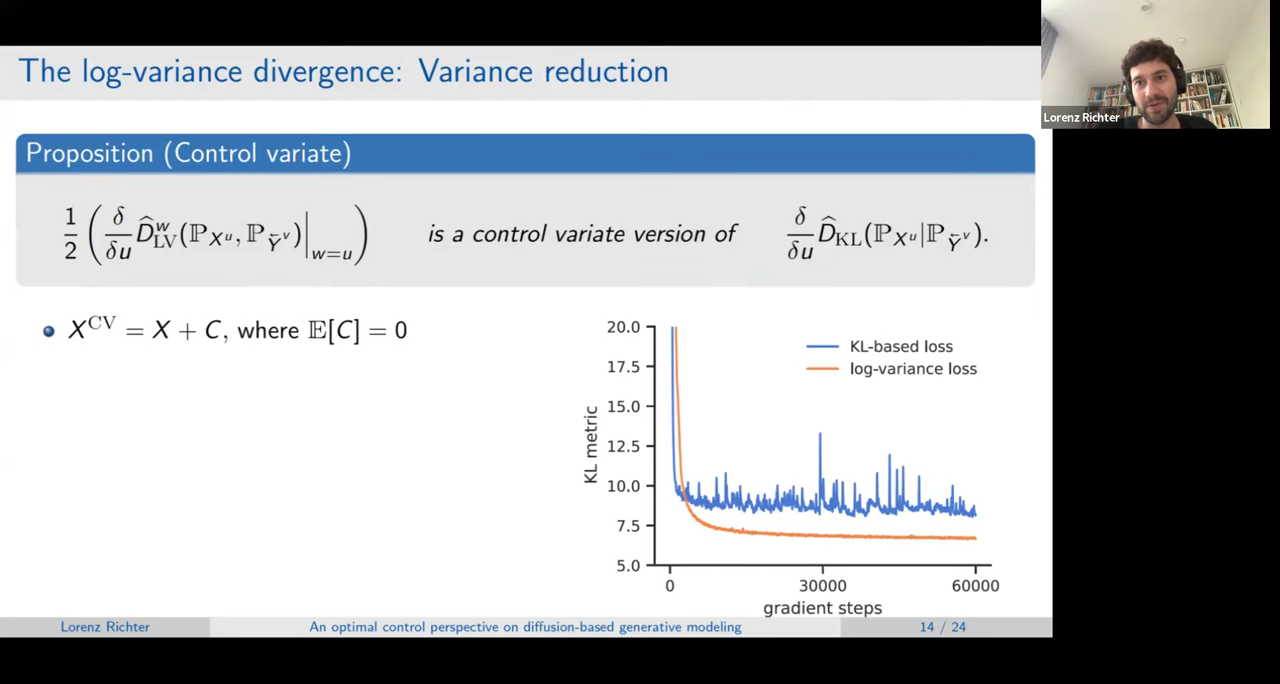 The log-variance divergence: Variance reduction
Lorenz Richter
Proposition (Control variate)
1/2 ( δ/δu D̂^w_LV(ℙ_{X^u}, ℙ_{Y⃖^v})|_{w=u} ) is a control variate version of δ/δu D̂_KL(ℙ_{X^u}|ℙ_{Y⃖^v}).
X^CV = X + C, where 𝔼[C] = 0
KL-based loss
log-variance loss
KL metric
20.0
17.5
15.0
12.5
10.0
7.5
5.0
0 30000 60000
gradient steps
Lorenz Richter An optimal control perspective on diffusion-based generative modeling 14 / 24